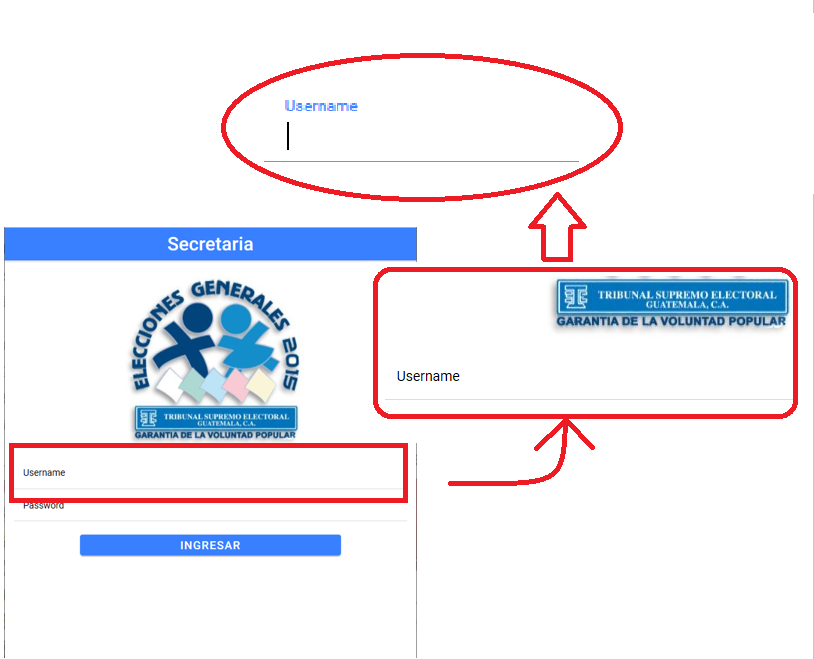 Username
Secretaria
ELECCIONES GENERALES 2015
TRIBUNAL SUPREMO ELECTORAL
GUATEMALA, C.A.
GARANTIA DE LA VOLUNTAD POPULAR
Username
Password
INGRESAR
TRIBUNAL SUPREMO ELECTORAL
GUATEMALA, C.A.
GARANTIA DE LA VOLUNTAD POPULAR
Username